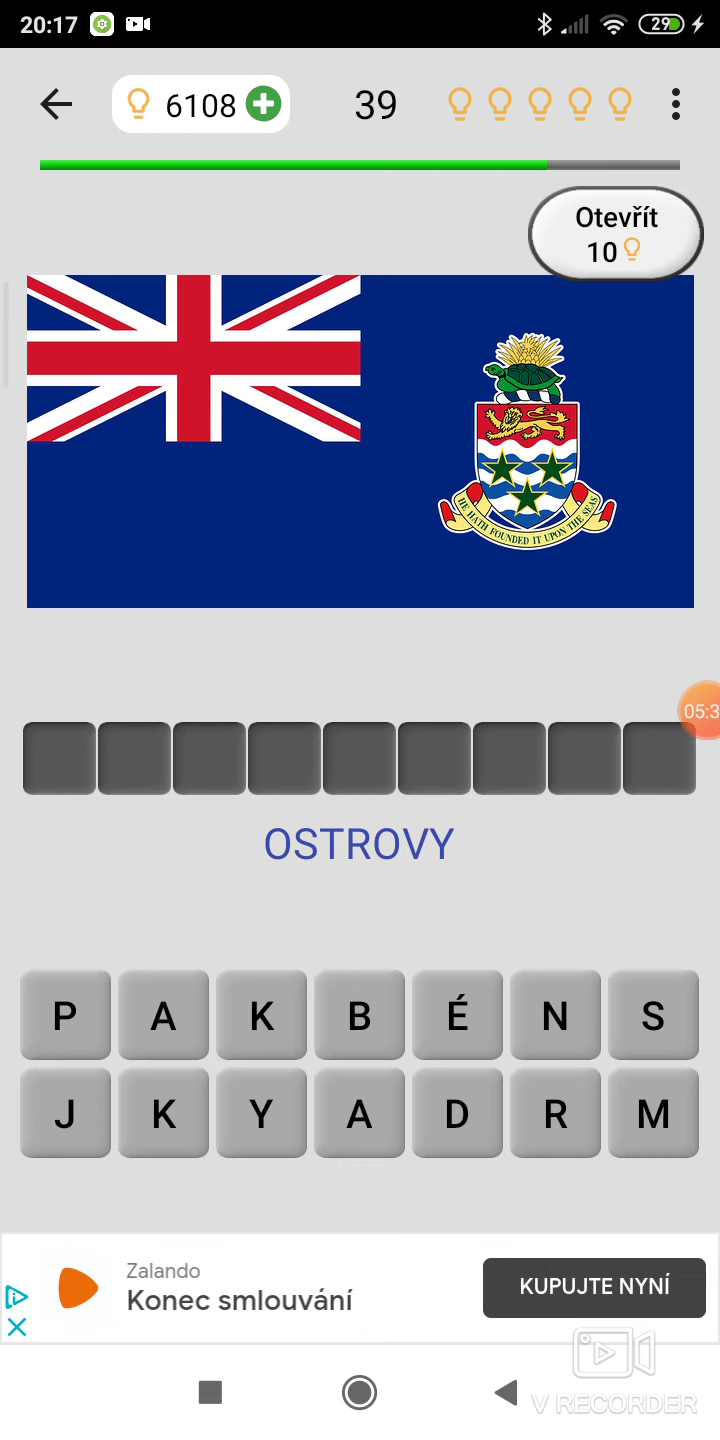 20:17
29
6108
39
Otevřít
10
HE HATH FOUNDED IT UPON THE SEAS
05:3
OSTROVY
P A K B É N S
J K Y A D R M
Zalando
Konec smlouvání
KUPUJTE NYNÍ
V RECORDER